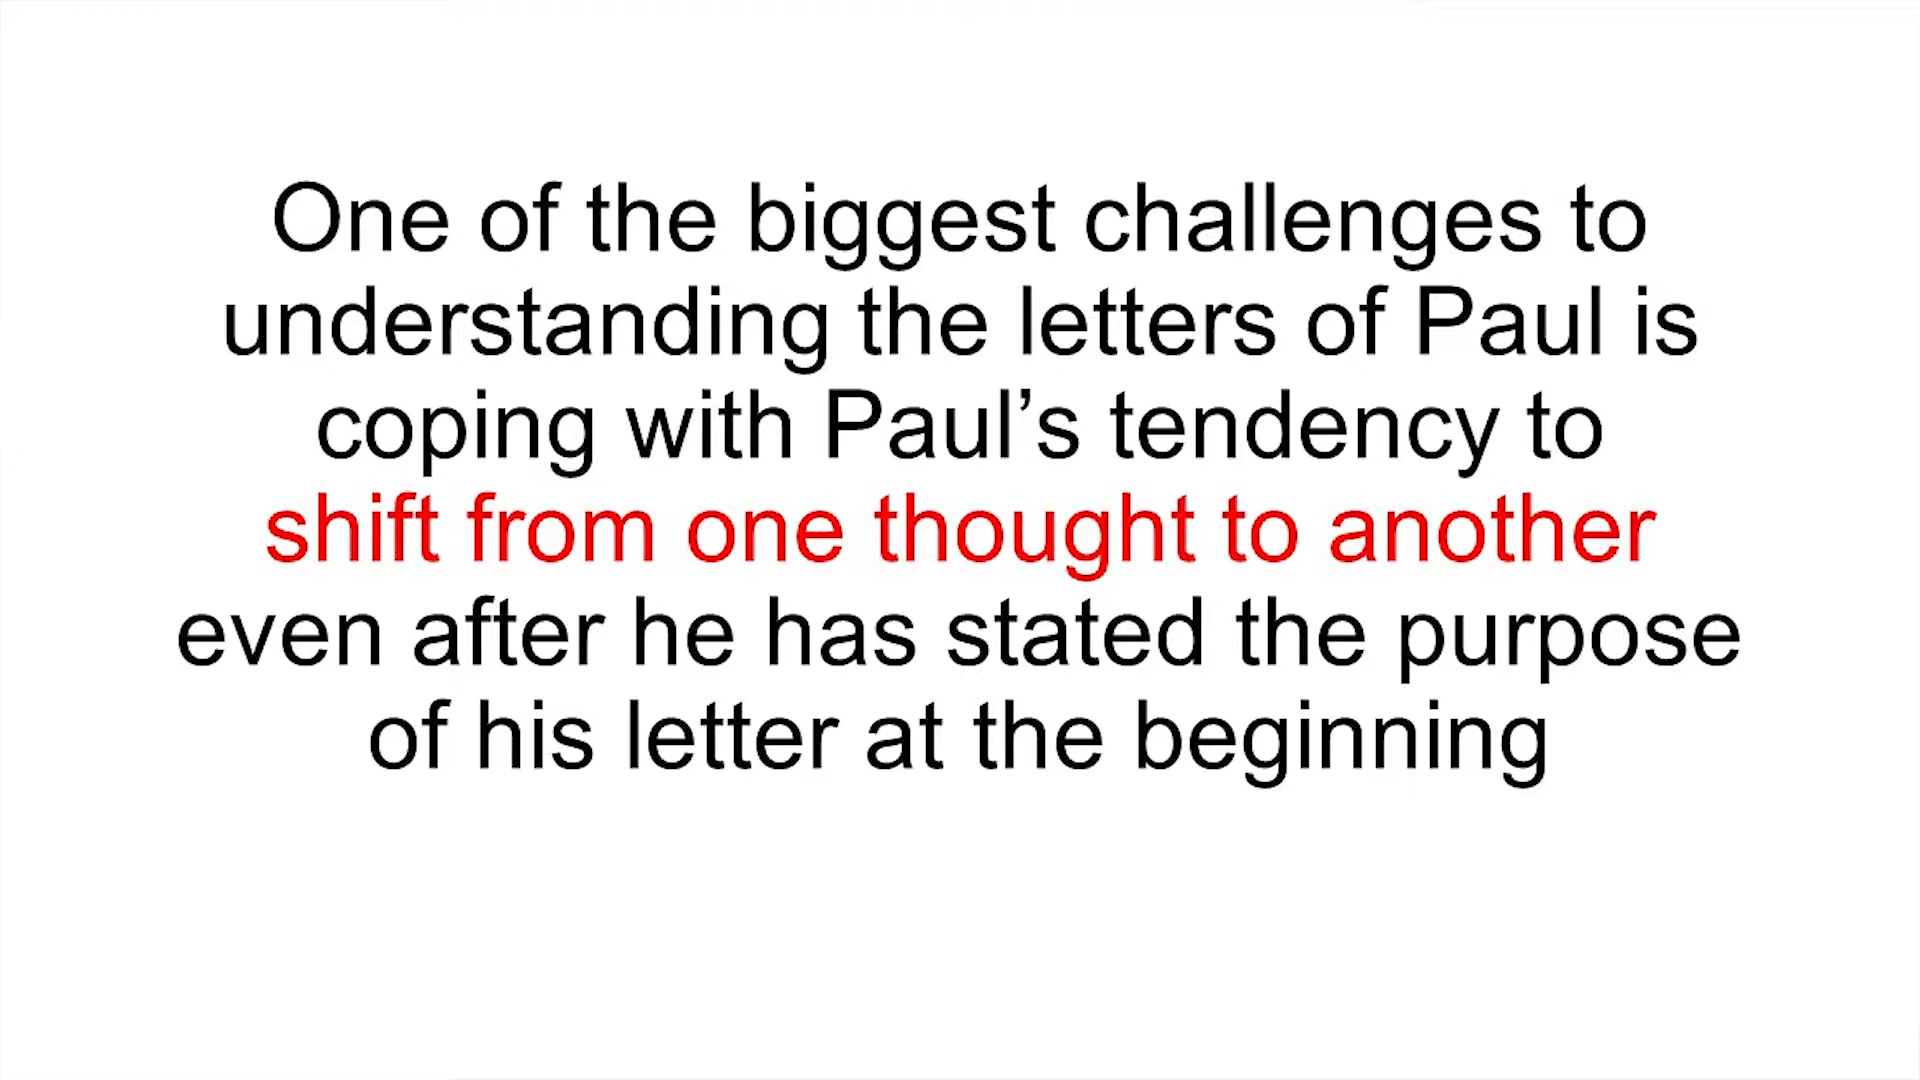 One of the biggest challenges to
understanding the letters of Paul is
coping with Paul’s tendency to
shift from one thought to another
even after he has stated the purpose
of his letter at the beginning